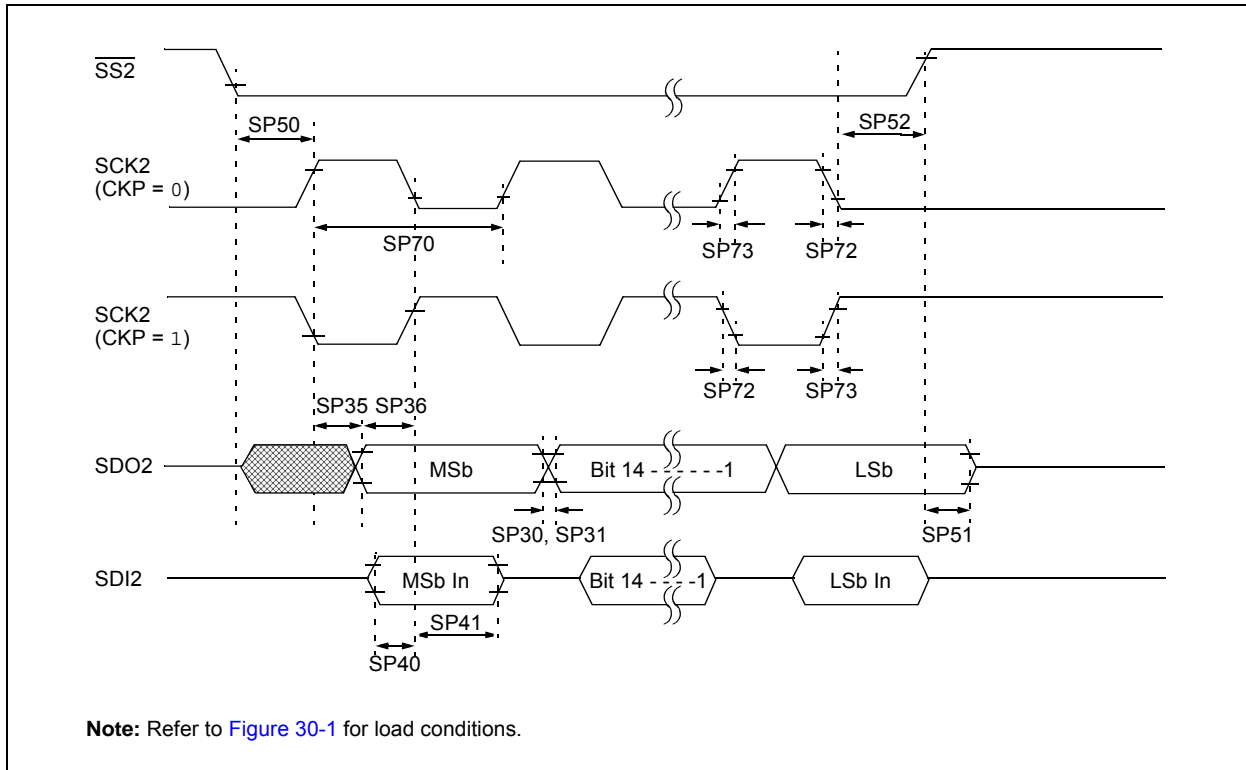 SS2
SP50
SP52
SCK2
(CKP = 0)
SP70
SP73
SP72
SCK2
(CKP = 1)
SP72
SP73
SP35 SP36
SDO2
MSb
Bit 14 - - - - - - -1
LSb
SP30, SP31
SP51
SDI2
MSb In
Bit 14 - - - -1
LSb In
SP41
SP40
Note: Refer to Figure 30-1 for load conditions.